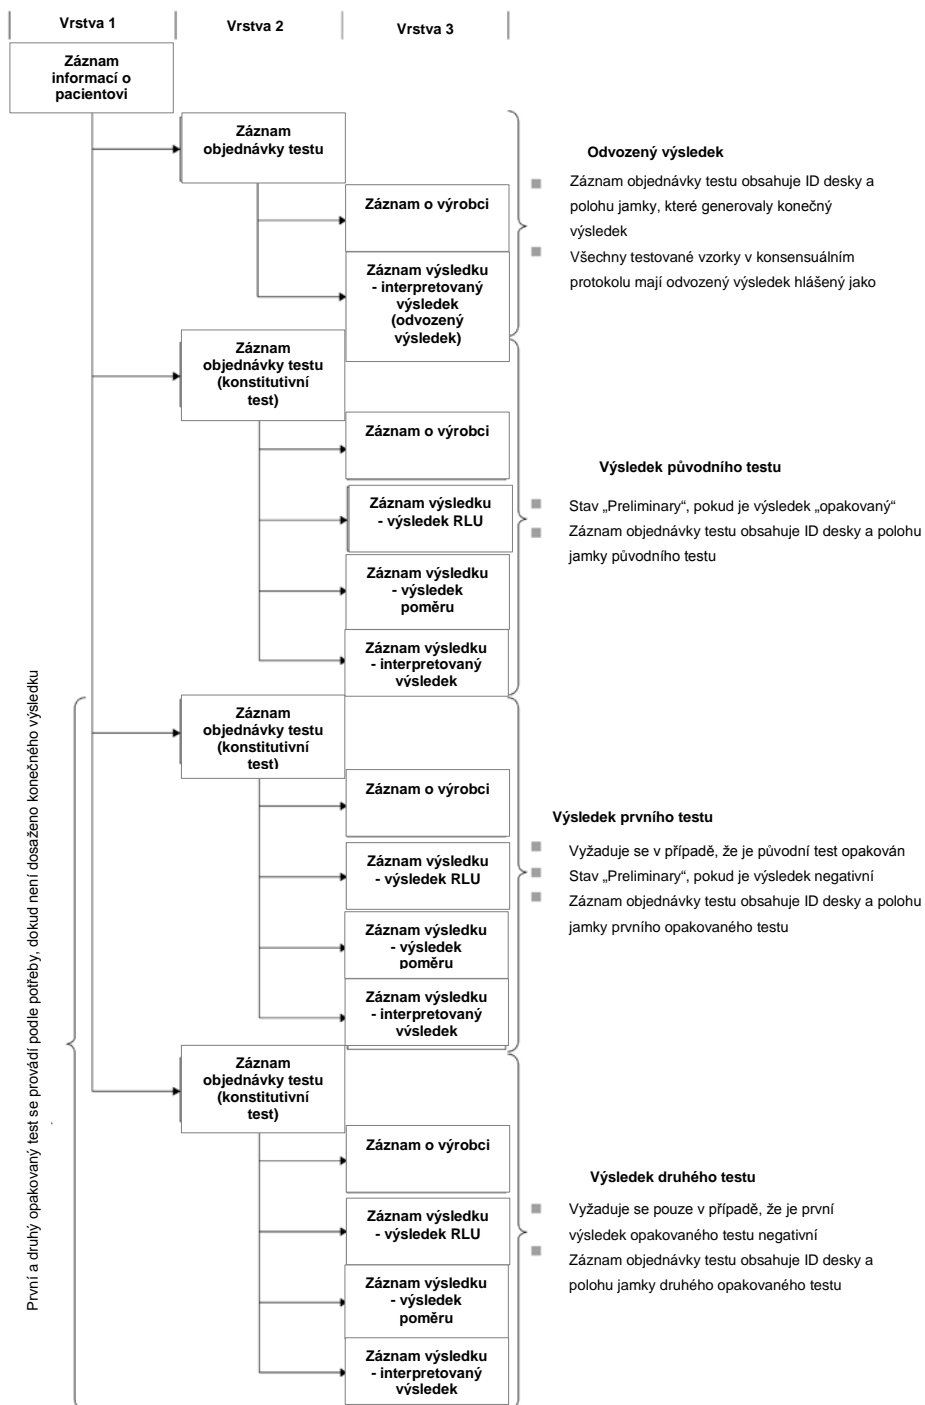 Vrstva 1
Vrstva 2
Vrstva 3
Záznam
informací o
pacientovi
Záznam
objednávky testu
Záznam o výrobci
Záznam výsledku
- interpretovaný
výsledek
(odvozený
výsledek)
Odvozený výsledek
Záznam objednávky testu obsahuje ID desky a
polohu jamky, které generovaly konečný
výsledek
Všechny testované vzorky v konsensuálním
protokolu mají odvozený výsledek hlášený jako
Záznam
objednávky testu
(konstitutivní
test)
Záznam o výrobci
Záznam výsledku
- výsledek RLU
Záznam výsledku
- výsledek
poměru
Záznam výsledku
- interpretovaný
výsledek
Výsledek původního testu
Stav „Preliminary“, pokud je výsledek „opakovaný“
Záznam objednávky testu obsahuje ID desky a polohu
jamky původního testu
První a druhý opakovaný test se provádí podle potřeby, dokud není dosaženo konečného výsledku
Záznam
objednávky testu
(konstitutivní
test)
Záznam o výrobci
Záznam výsledku
- výsledek RLU
Záznam výsledku
- výsledek
poměru
Záznam výsledku
- interpretovaný
výsledek
Výsledek prvního testu
Vyžaduje se v případě, že je původní test opakován
Stav „Preliminary“, pokud je výsledek negativní
Záznam objednávky testu obsahuje ID desky a polohu
jamky prvního opakovaného testu
Záznam
objednávky testu
(konstitutivní
test)
Záznam o výrobci
Záznam výsledku
- výsledek RLU
Záznam výsledku
- výsledek
poměru
Záznam výsledku
- interpretovaný
výsledek
Výsledek druhého testu
Vyžaduje se pouze v případě, že je první
výsledek opakovaného testu negativní
Záznam objednávky testu obsahuje ID desky a
polohu jamky druhého opakovaného testu